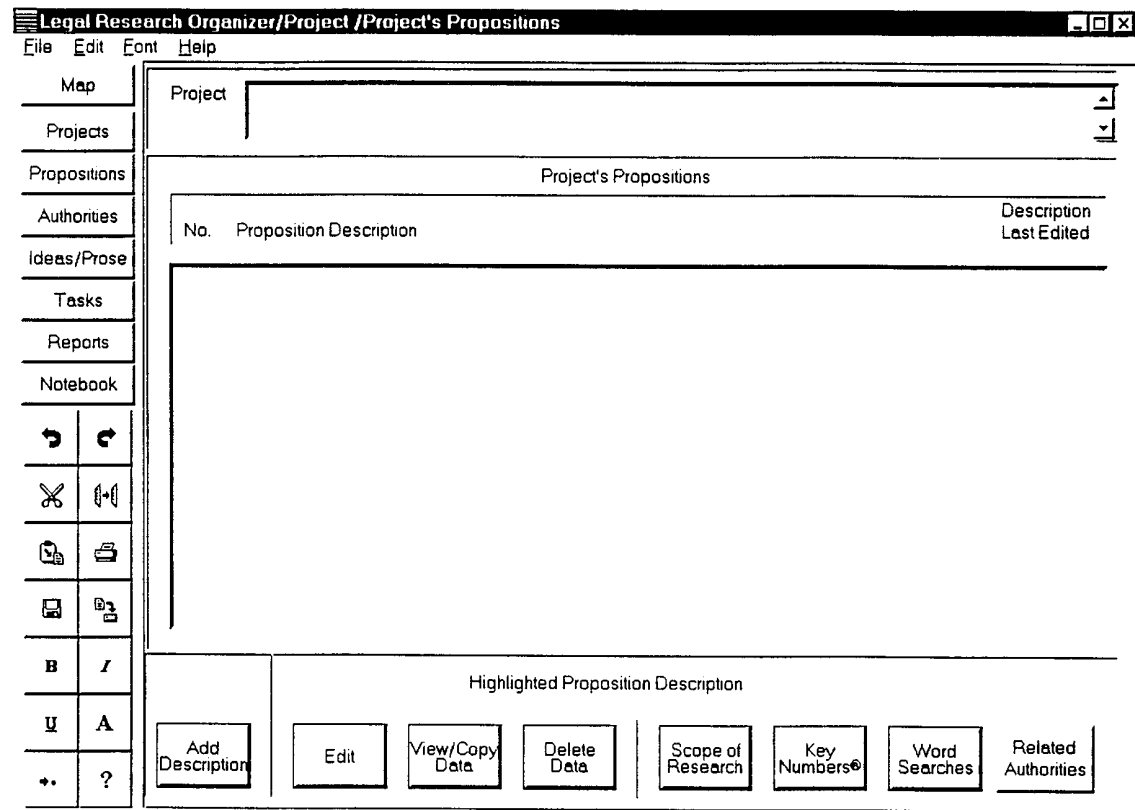 Legal Research Organizer/Project /Project's Propositions
File Edit Font Help
Map
Projects
Propositions
Authorities
Ideas/Prose
Tasks
Reports
Notebook
B I
U A
?
Project
Project's Propositions
No. Proposition Description
Description
Last Edited
Highlighted Proposition Description
Add
Description
Edit
View/Copy
Data
Delete
Data
Scope of
Research
Key
Numbers®
Word
Searches
Related
Authorities